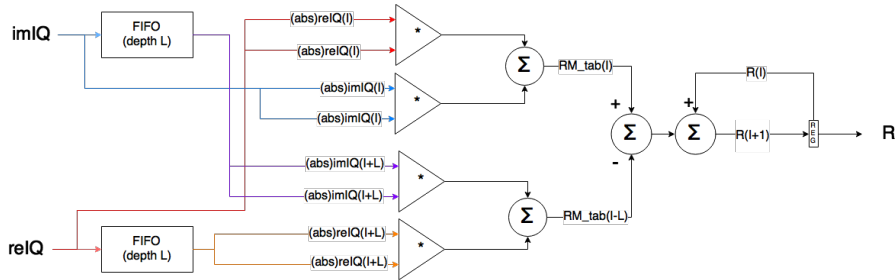 imIQ
FIFO
(depth L)
(abs)reIQ(I)
(abs)reIQ(I)
*
(abs)imIQ(I)
(abs)imIQ(I)
*
Σ
RM_tab(I)
+
-
Σ
+
Σ
R(I)
R(I+1)
REG
R
(abs)imIQ(I+L)
(abs)imIQ(I+L)
*
reIQ
FIFO
(depth L)
(abs)reIQ(I+L)
(abs)reIQ(I+L)
*
Σ
RM_tab(I-L)